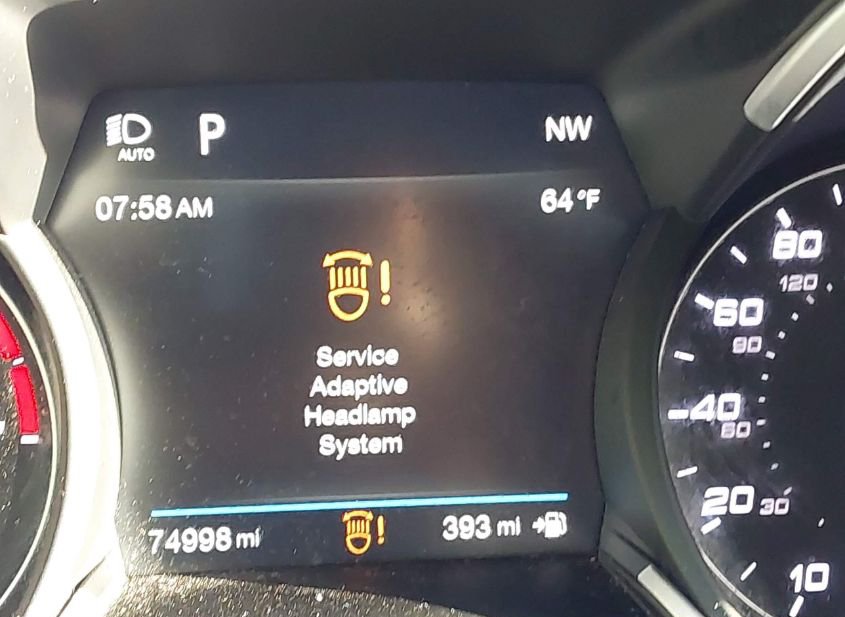 AUTO
P
NW
07:58 AM
64°F
Service
Adaptive
Headlamp
System
74998 mi
393 mi
80
120
60
90
40
60
20
30
10